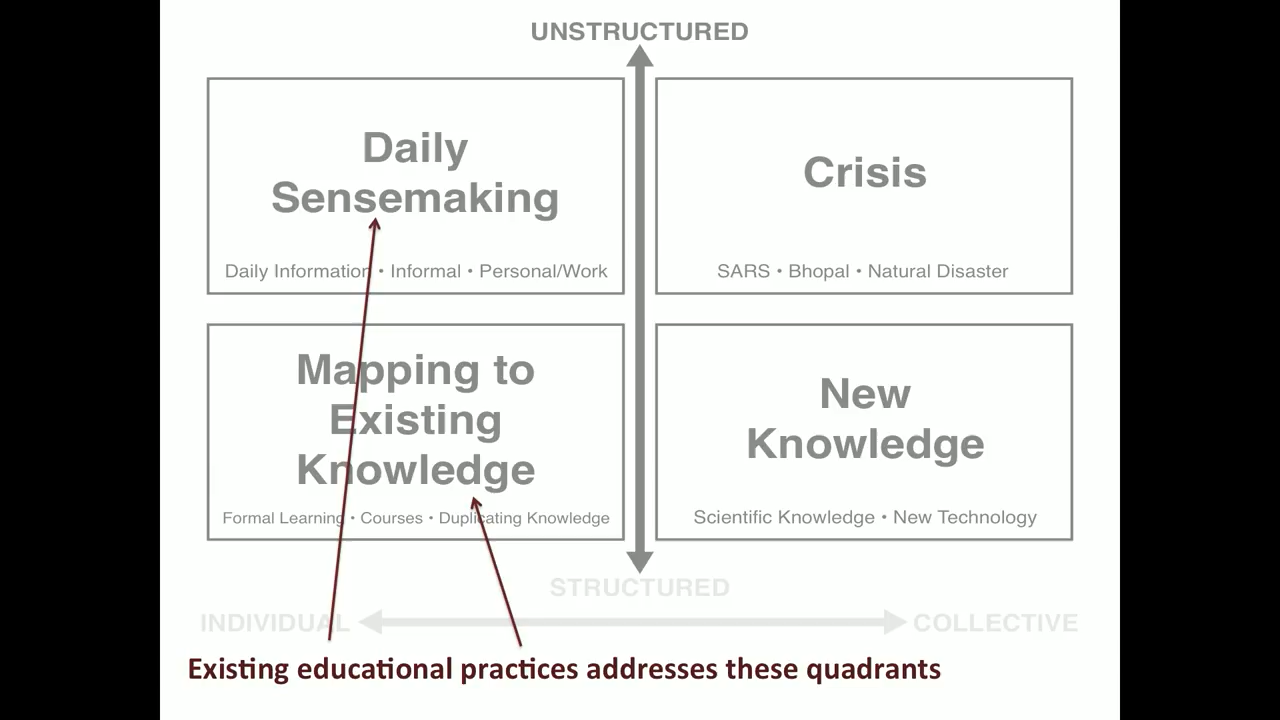 UNSTRUCTURED
Daily
Sensemaking
Daily Information • Informal • Personal/Work
Crisis
SARS • Bhopal • Natural Disaster
Mapping to
Existing
Knowledge
Formal Learning • Courses • Duplicating Knowledge
New
Knowledge
Scientific Knowledge • New Technology
STRUCTURED
INDIVIDUAL
COLLECTIVE
Existing educational practices addresses these quadrants